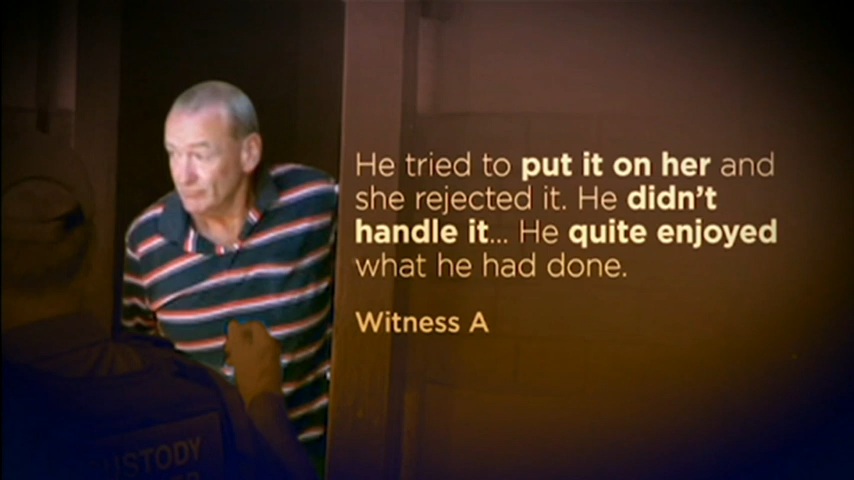 He tried to put it on her and
she rejected it. He didn't
handle it... He quite enjoyed
what he had done.
Witness A
USTODY